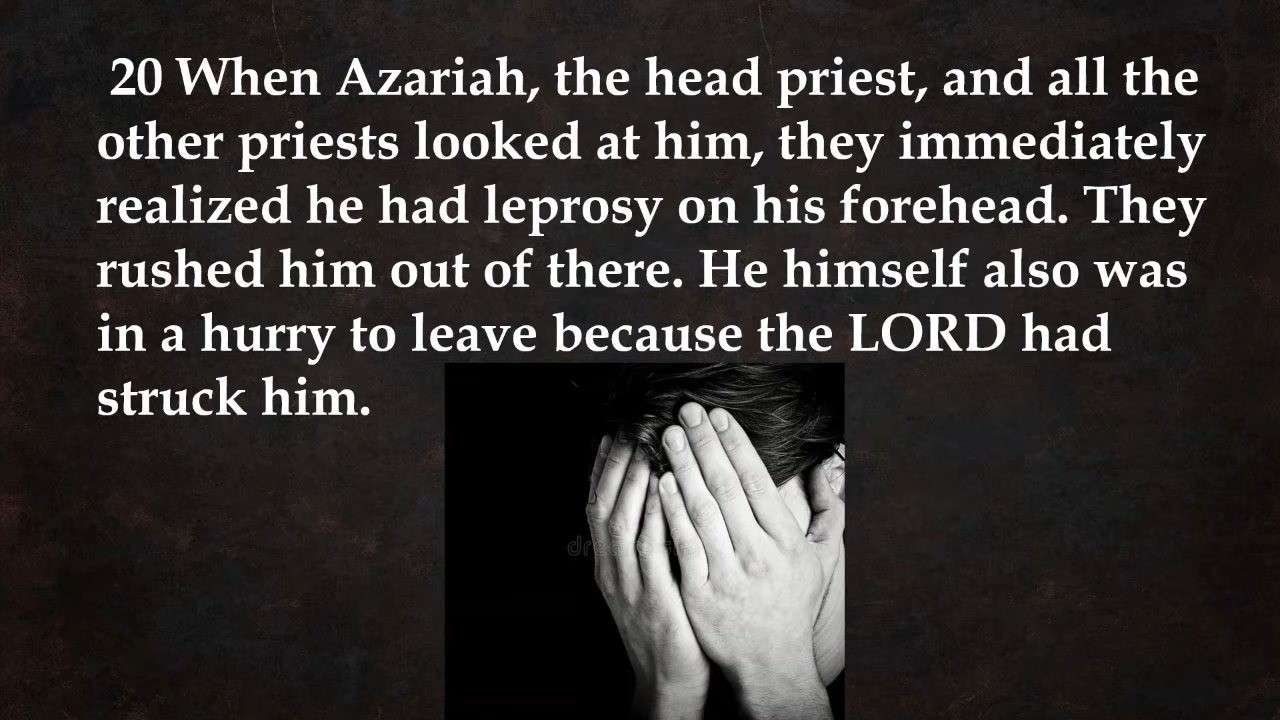 20 When Azariah, the head priest, and all the
other priests looked at him, they immediately
realized he had leprosy on his forehead. They
rushed him out of there. He himself also was
in a hurry to leave because the LORD had
struck him.